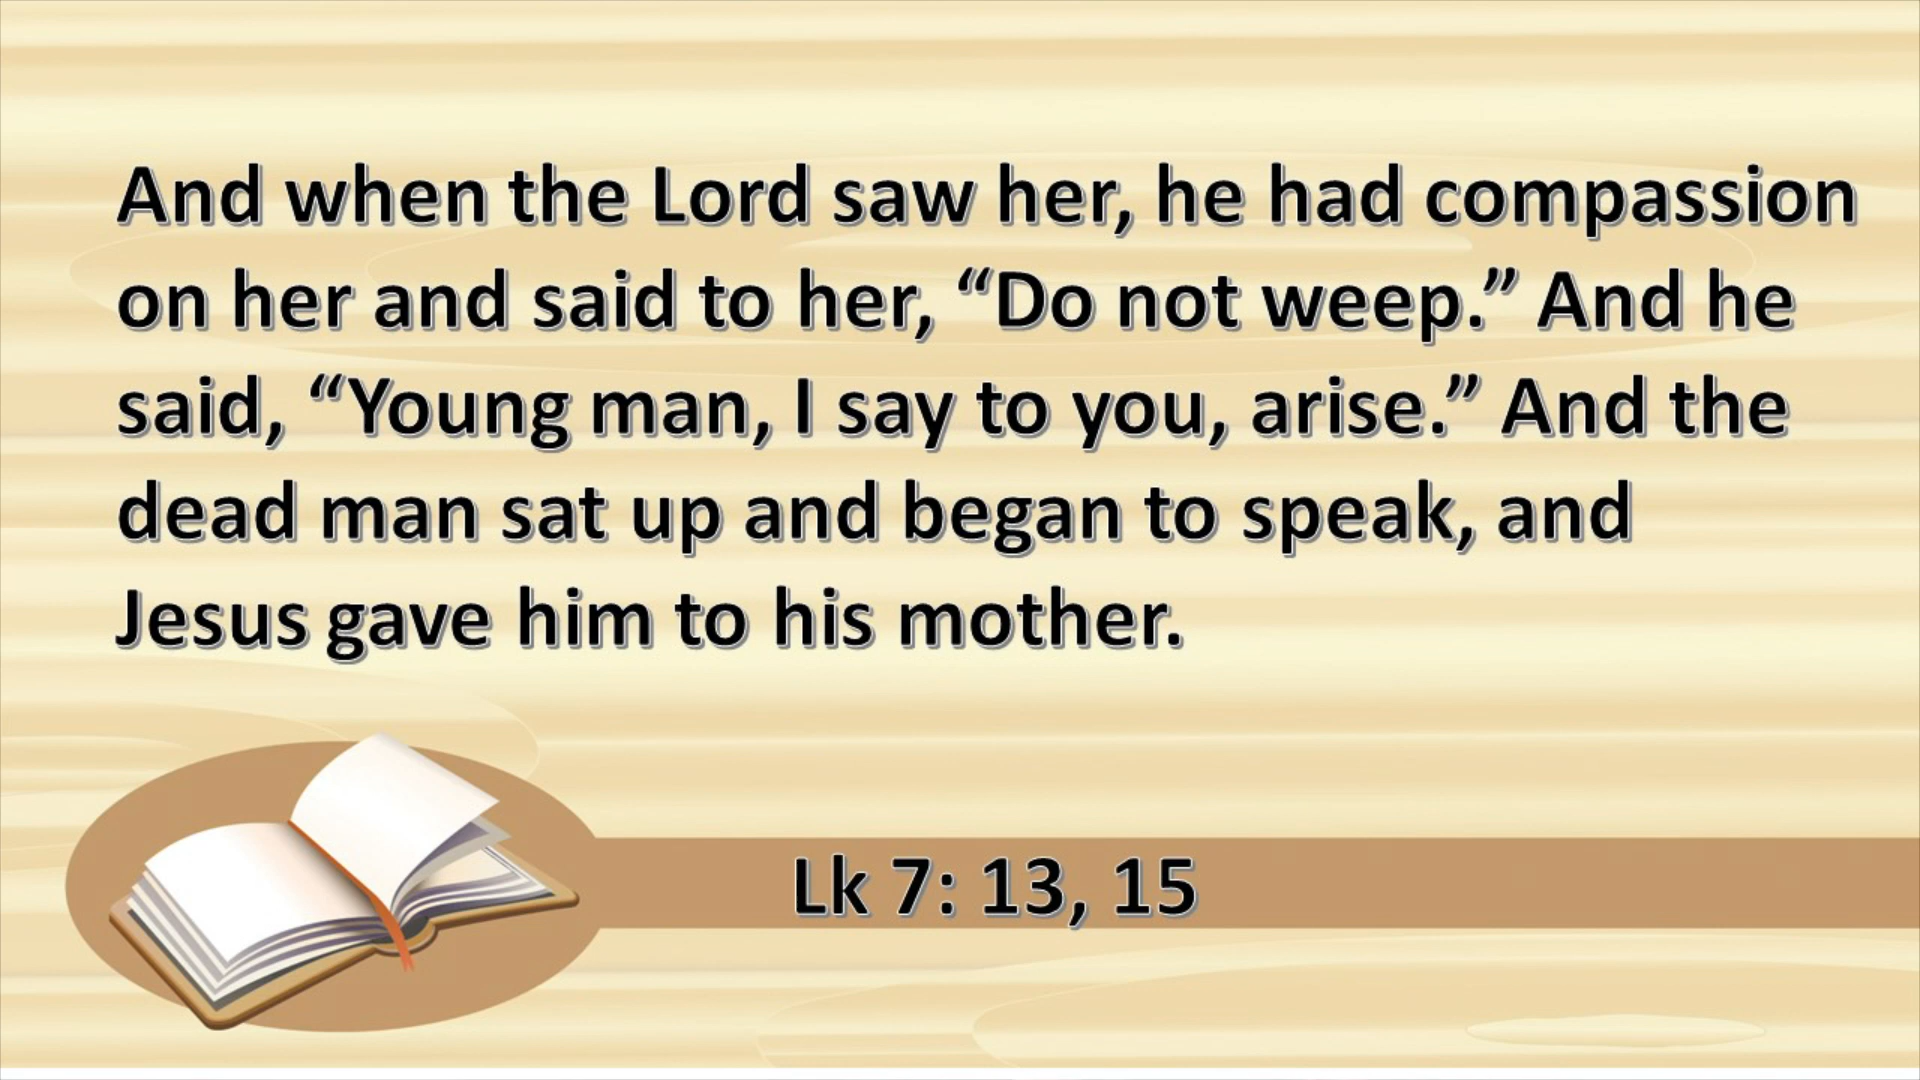 And when the Lord saw her, he had compassion
on her and said to her, “Do not weep.” And he
said, “Young man, I say to you, arise.” And the
dead man sat up and began to speak, and
Jesus gave him to his mother.
Lk 7: 13, 15